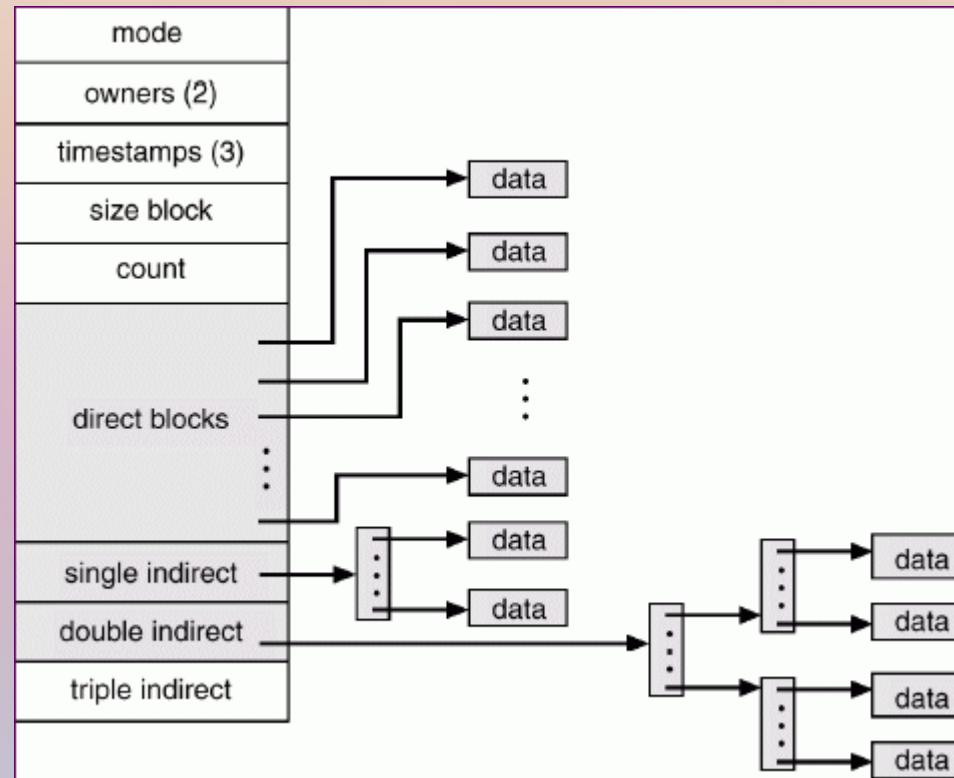 mode
owners (2)
timestamps (3)
size block
count
direct blocks
single indirect
double indirect
triple indirect
data
data
data
data
data
data
data
data
data
data